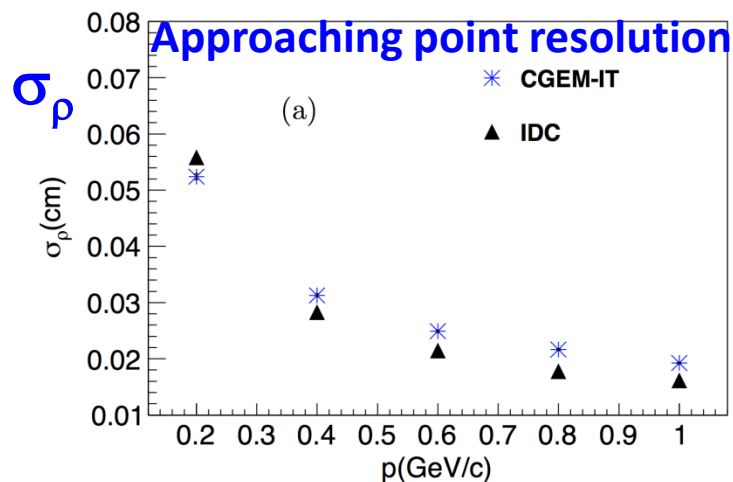 Approaching point resolution
σρ
(a)
CGEM-IT
IDC
σρ(cm)
0.08
0.07
0.06
0.05
0.04
0.03
0.02
0.01
0.2 0.3 0.4 0.5 0.6 0.7 0.8 0.9 1
p(GeV/c)